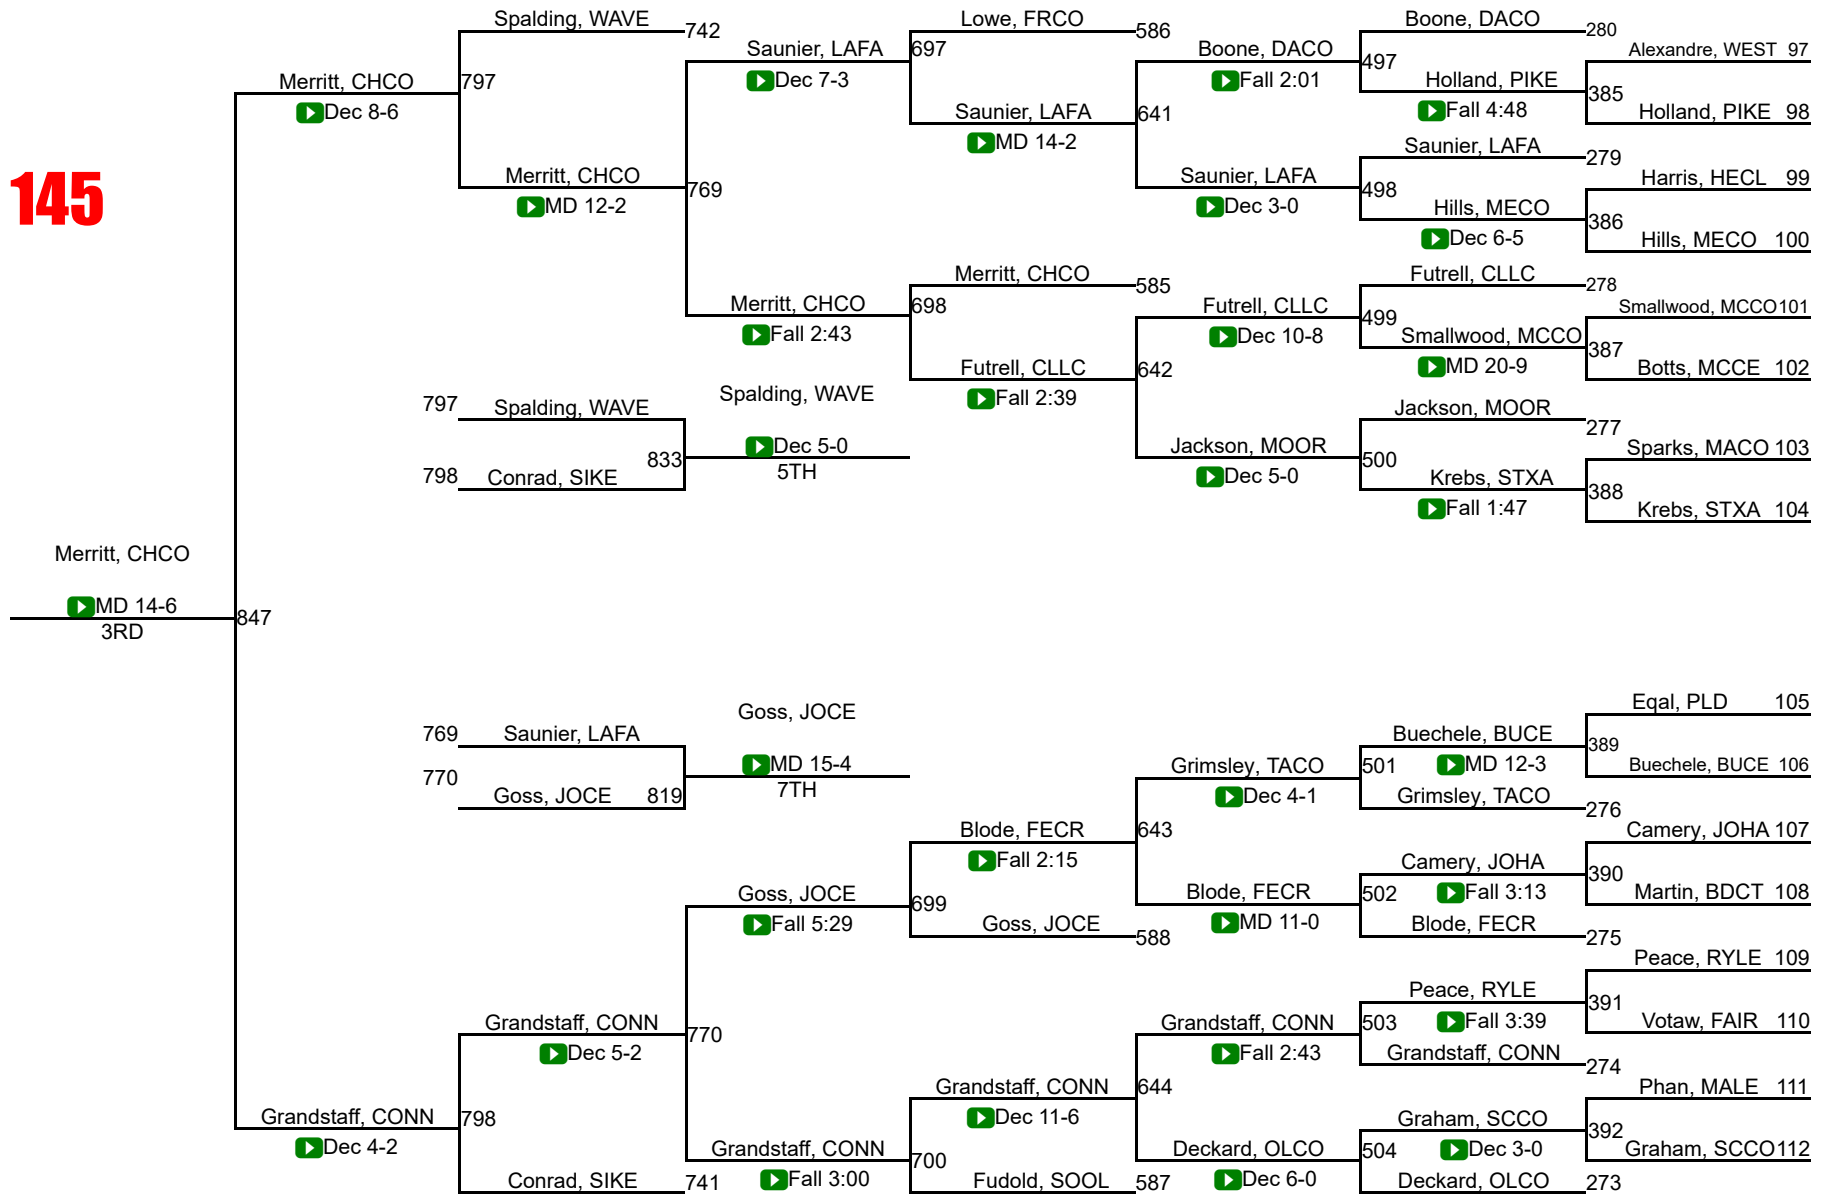 145
Merritt, CHCO
MD 14-6
3RD
847
Merritt, CHCO
Dec 8-6
797
Spalding, WAVE
742
Merritt, CHCO
MD 12-2
769
Saunier, LAFA
Dec 7-3
697
Lowe, FRCO
586
Saunier, LAFA
MD 14-2
641
Boone, DACO
Fall 2:01
497
Boone, DACO
280
Holland, PIKE
Fall 4:48
385
Alexandre, WEST 97
Holland, PIKE 98
Saunier, LAFA
Dec 3-0
498
Saunier, LAFA
279
Hills, MECO
Dec 6-5
386
Harris, HECL 99
Hills, MECO 100
Merritt, CHCO
Fall 2:43
698
Merritt, CHCO
585
Futrell, CLLC
Fall 2:39
642
Futrell, CLLC
Dec 10-8
499
Futrell, CLLC
278
Smallwood, MCCO
MD 20-9
387
Smallwood, MCCO101
Botts, MCCE 102
Jackson, MOOR
Dec 5-0
500
Jackson, MOOR
277
Krebs, STXA
Fall 1:47
388
Sparks, MACO 103
Krebs, STXA 104
797 Spalding, WAVE
798 Conrad, SIKE
833
Spalding, WAVE
Dec 5-0
5TH
769 Saunier, LAFA
770 Goss, JOCE
819
Goss, JOCE
MD 15-4
7TH
Grandstaff, CONN
Dec 4-2
798
Grandstaff, CONN
Dec 5-2
770
Conrad, SIKE
741
Goss, JOCE
Fall 5:29
699
Blode, FECR
Fall 2:15
643
Goss, JOCE
588
Grimsley, TACO
Dec 4-1
501
Buechele, BUCE
MD 12-3
389
Eqal, PLD 105
Buechele, BUCE 106
Grimsley, TACO
276
Blode, FECR
MD 11-0
502
Camery, JOHA
Fall 3:13
390
Camery, JOHA 107
Martin, BDCT 108
Blode, FECR
275
Grandstaff, CONN
Fall 3:00
700
Grandstaff, CONN
Dec 11-6
644
Fudold, SOOL
587
Grandstaff, CONN
Fall 2:43
503
Peace, RYLE
Fall 3:39
391
Peace, RYLE 109
Votaw, FAIR 110
Grandstaff, CONN
274
Deckard, OLCO
Dec 6-0
504
Graham, SCCO
Dec 3-0
392
Phan, MALE 111
Graham, SCCO112
Deckard, OLCO
273